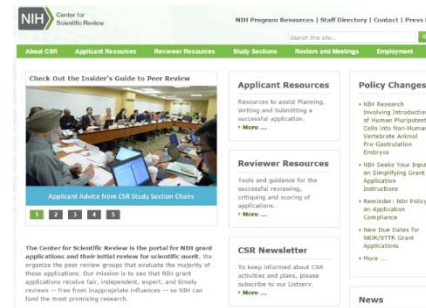 NIH
Center for
Scientific Review
NIH Program Resources | Staff Directory | Contact | Press
Search this site...
About CSR
Applicant Resources
Reviewer Resources
Study Sections
Rosters and Meetings
Employment
Check Out the Insider's Guide to Peer Review
Applicant Advice from CSR Study Section Chairs
1 2 3 4 5
The Center for Scientific Review is the portal for NIH grant
applications and their initial review for scientific merit. We
organize the peer review groups that evaluate the majority of
these applications. Our mission is to see that NIH grant
applications receive fair, independent, expert, and timely
reviews — free from inappropriate influences — so NIH can
fund the most promising research.
Applicant Resources
Resources to assist Planning,
Writing and Submitting a
successful application.
More ...
Reviewer Resources
Tools and guidance for the
successful reviewing,
critiquing and scoring of
applications.
More ...
CSR Newsletter
To keep informed about CSR
activities and plans, please
subscribe to our Listserv.
More ...
Policy Changes
NIH Research
Involving Introduction
of Human Pluripotent
Cells into Non-Human
Vertebrate Animal
Pre-Gastrulation
Embryos
NIH Seeks Your Input
on Simplifying Grant
Application
Instructions
Reminder: NIH Policy
on Application
Compliance
New Due Dates for
SBIR/STTR Grant
Applications
More ...
News